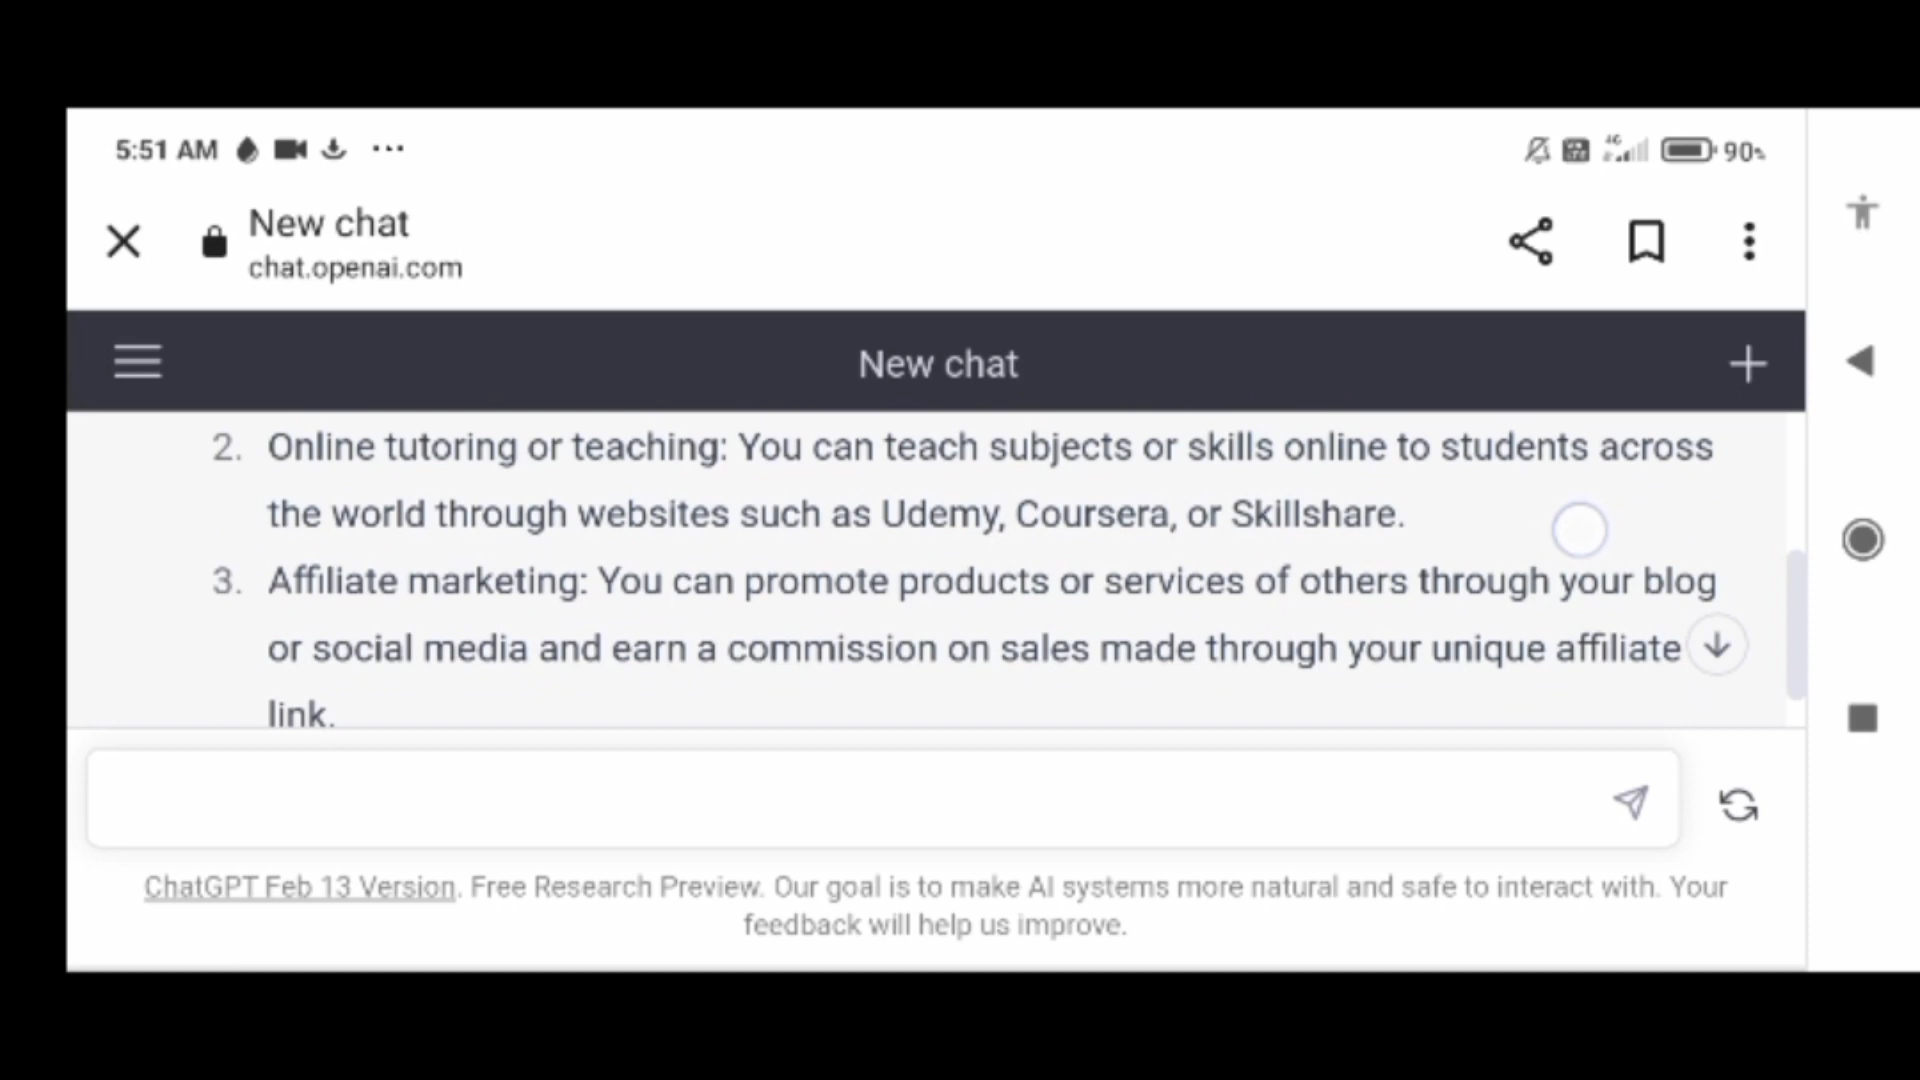 5:51 AM ...
4G 90%
New chat
chat.openai.com
New chat
2. Online tutoring or teaching: You can teach subjects or skills online to students across
the world through websites such as Udemy, Coursera, or Skillshare.
3. Affiliate marketing: You can promote products or services of others through your blog
or social media and earn a commission on sales made through your unique affiliate
link.
ChatGPT Feb 13 Version. Free Research Preview. Our goal is to make AI systems more natural and safe to interact with. Your
feedback will help us improve.